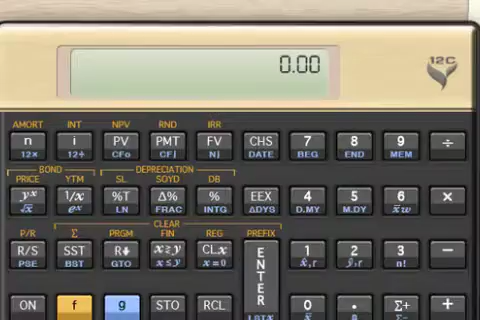 0.00
12C
AMORT INT NPV RND IRR
n i PV PMT FV CHS 7 8 9 ÷
12× 12÷ CFo CFj Nj DATE BEG END MEM
BOND DEPRECIATION
PRICE YTM SL SOYD DB
yˣ 1/x %T Δ% % EEX 4 5 6 ×
√x eˣ LN FRAC INTG ΔDYS D.MY M.DY x̄w
CLEAR
P/R Σ PRGM FIN REG PREFIX
R/S SST R↓ x≷y CLx ENTER 1 2 3 −
PSE BST GTO x≤y x=0 x̂,r ŷ,r n!
ON f g STO RCL 0 . Σ+ +
LSTx x̄ s Σ−